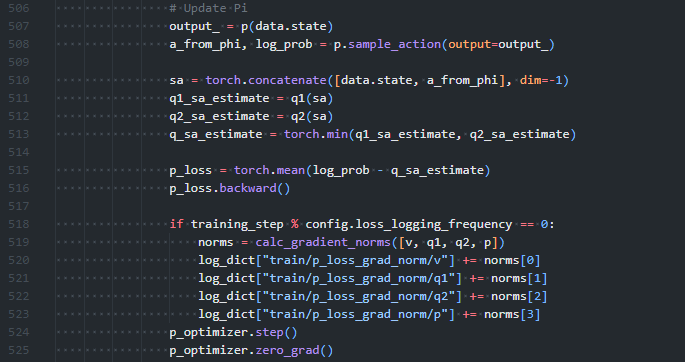 506 # Update Pi
507 output_ = p(data.state)
508 a_from_phi, log_prob = p.sample_action(output=output_)
509
510 sa = torch.concatenate([data.state, a_from_phi], dim=-1)
511 q1_sa_estimate = q1(sa)
512 q2_sa_estimate = q2(sa)
513 q_sa_estimate = torch.min(q1_sa_estimate, q2_sa_estimate)
514
515 p_loss = torch.mean(log_prob - q_sa_estimate)
516 p_loss.backward()
517
518 if training_step % config.loss_logging_frequency == 0:
519 norms = calc_gradient_norms([v, q1, q2, p])
520 log_dict["train/p_loss_grad_norm/v"] += norms[0]
521 log_dict["train/p_loss_grad_norm/q1"] += norms[1]
522 log_dict["train/p_loss_grad_norm/q2"] += norms[2]
523 log_dict["train/p_loss_grad_norm/p"] += norms[3]
524 p_optimizer.step()
525 p_optimizer.zero_grad()